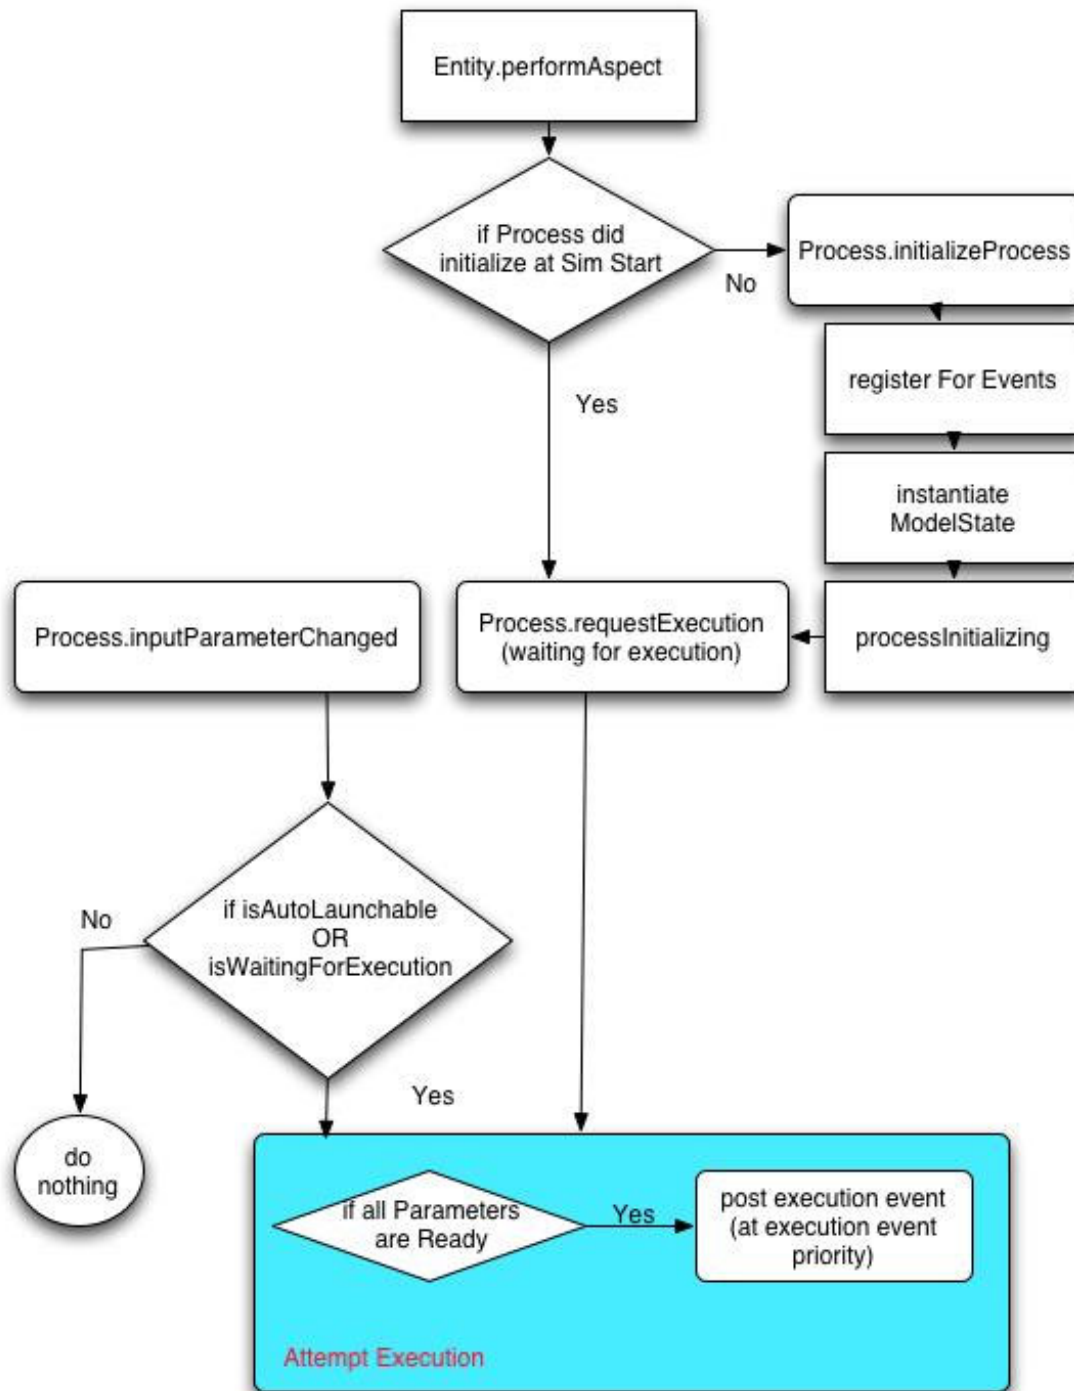 Entity.performAspect
if Process did
initialize at Sim Start
No
Process.initializeProcess
register For Events
Yes
instantiate
ModelState
Process.inputParameterChanged
Process.requestExecution
(waiting for execution)
processInitializing
No
if isAutoLaunchable
OR
isWaitingForExecution
Yes
do
nothing
if all Parameters
are Ready
Yes
post execution event
(at execution event
priority)
Attempt Execution